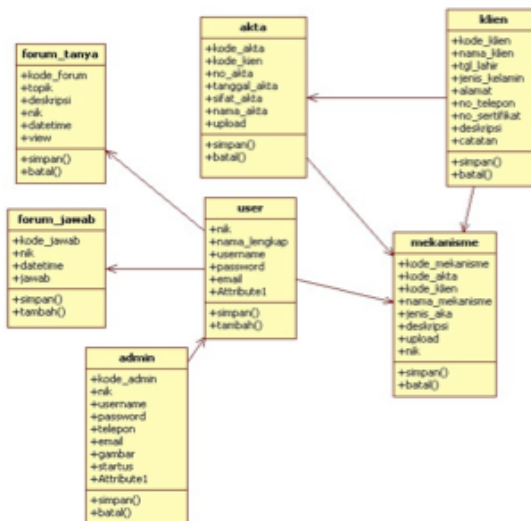 forum_tanya
+kode_forum
+topik
+deskripsi
+nik
+datetime
+view
+simpan()
+batal()
akta
+kode_akta
+kode_kien
+no_akta
+tanggal_akta
+sifat_akta
+nama_akta
+upload
+simpan()
+batal()
klien
+kode_klien
+nama_klien
+tgl_lahir
+jenis_kelamin
+alamat
+no_telepon
+no_sertifikat
+deskripsi
+catatan
+simpan()
+batal()
forum_jawab
+kode_jawab
+nik
+datetime
+jawab
+simpan()
+tambah()
user
+nik
+nama_lengkap
+username
+password
+email
+Attribute1
+simpan()
+tambah()
mekanisme
+kode_mekanisme
+kode_akta
+kode_klien
+nama_mekanisme
+jenis_aka
+deskripsi
+upload
+nik
+simpan()
+batal()
admin
+kode_admin
+nik
+username
+password
+telepon
+email
+gambar
+startus
+Attribute1
+simpan()
+batal()